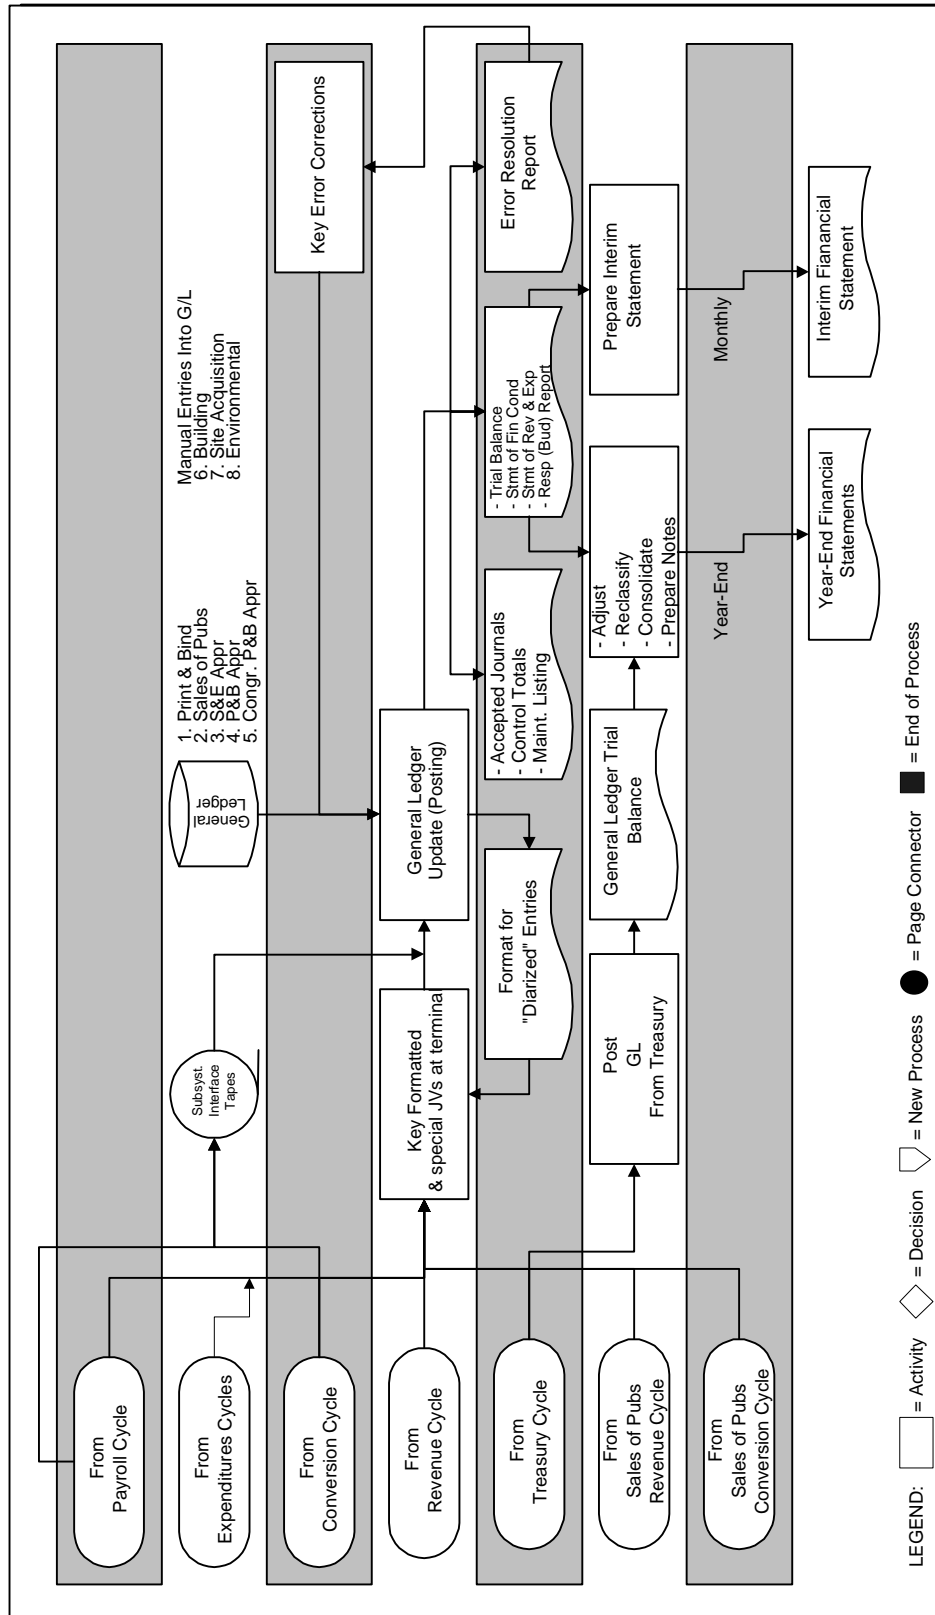 From
Payroll Cycle
From
Expenditures Cycles
From
Conversion Cycle
From
Revenue Cycle
From
Treasury Cycle
From
Sales of Pubs
Revenue Cycle
From
Sales of Pubs
Conversion Cycle
Subsyst.
Interface
Tapes
General
Ledger
1. Print & Bind
2. Sales of Pubs
3. S&E Appr
4. P&B Appr
5. Congr. P&B Appr
Manual Entries Into G/L
6. Building
7. Site Acquisition
8. Environmental
Key Error Corrections
Key Formatted
& special JVs at terminal
General Ledger
Update (Posting)
Format for
"Diarized" Entries
- Accepted Journals
- Control Totals
- Maint. Listing
- Trial Balance
- Stmt of Fin Cond
- Stmt of Rev & Exp
- Resp (Bud) Report
Error Resolution
Report
Post
GL
From Treasury
General Ledger Trial
Balance
- Adjust
- Reclassify
- Consolidate
- Prepare Notes
Prepare Interim
Statement
Year-End
Monthly
Year-End Financial
Statements
Interim Fianancial
Statement
LEGEND:
= Activity
= Decision
= New Process
= Page Connector
= End of Process